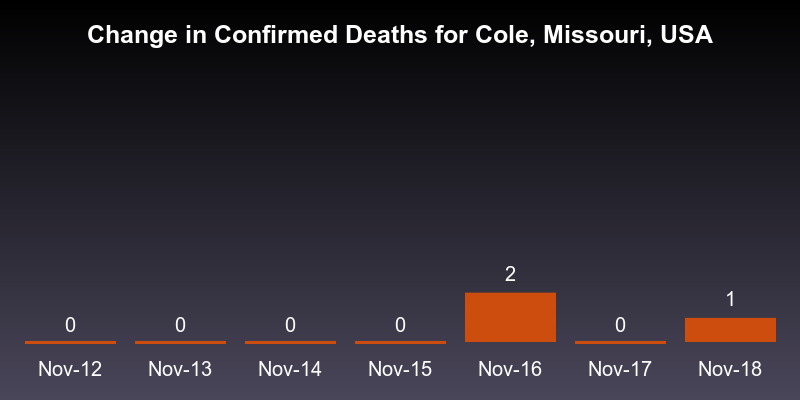 Change in Confirmed Deaths for Cole, Missouri, USA
0 0 0 0 2 0 1
Nov-12 Nov-13 Nov-14 Nov-15 Nov-16 Nov-17 Nov-18